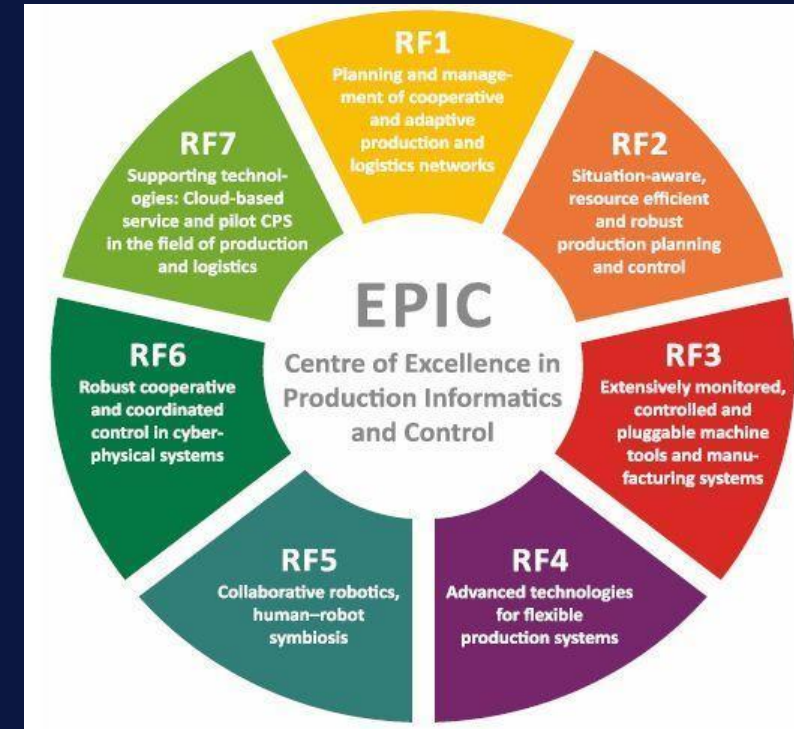 RF1
Planning and manage-
ment of cooperative
and adaptive
production and
logistics networks
RF2
Situation-aware,
resource efficient
and robust
production planning
and control
RF3
Extensively monitored,
controlled and
pluggable machine
tools and manu-
facturing systems
RF4
Advanced technologies
for flexible
production systems
RF5
Collaborative robotics,
human–robot
symbiosis
RF6
Robust cooperative
and coordinated
control in cyber-
physical systems
RF7
Supporting technol-
ogies: Cloud-based
service and pilot CPS
in the field of production
and logistics
EPIC
Centre of Excellence in
Production Informatics
and Control